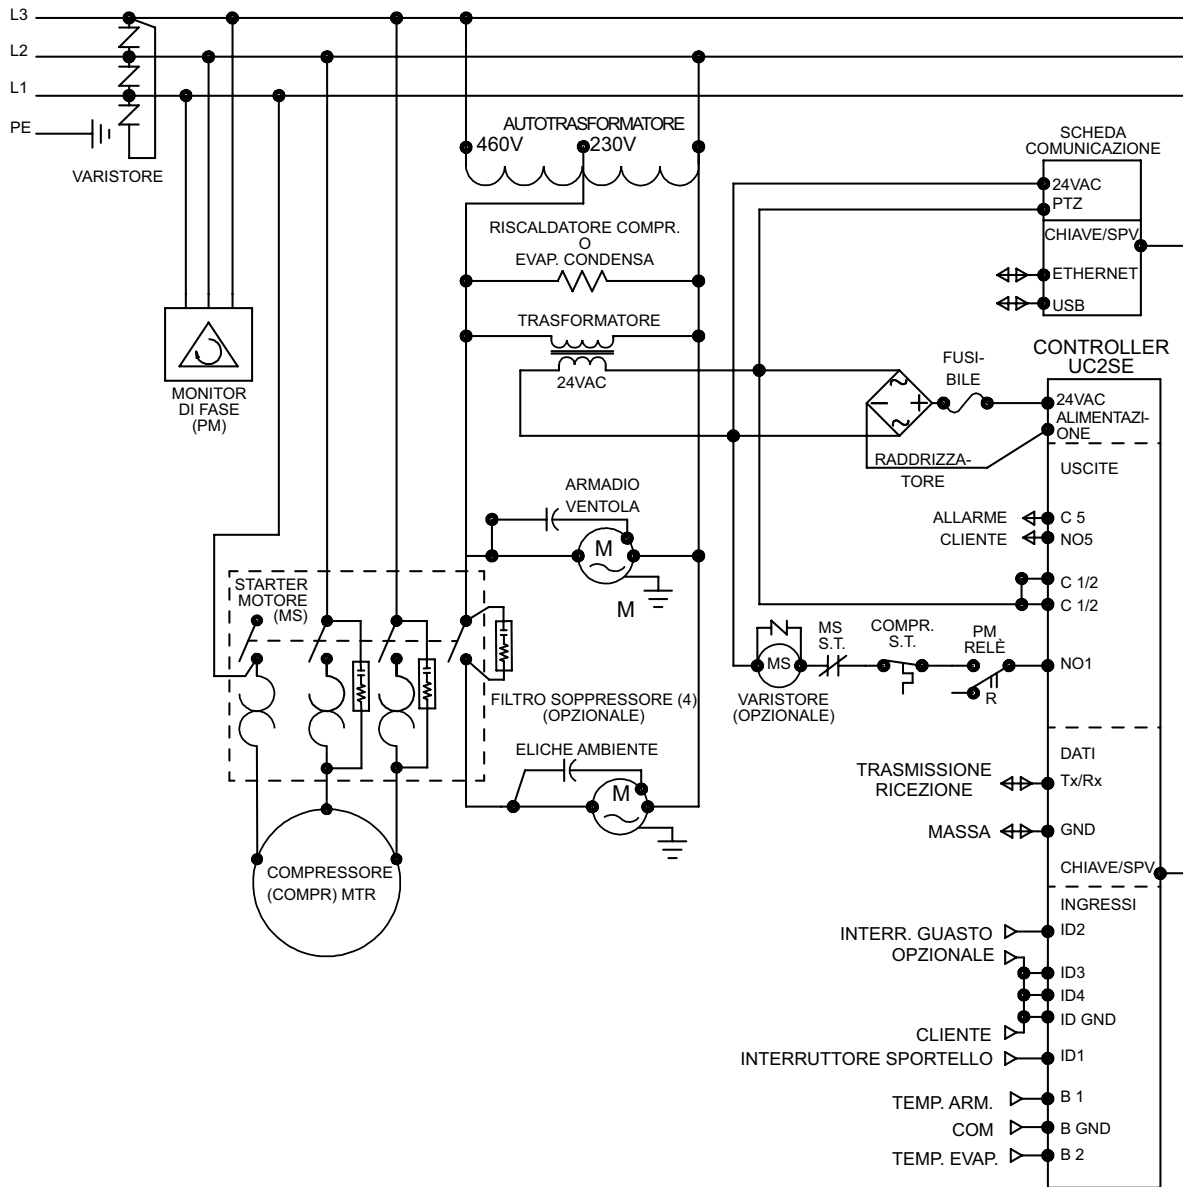 L3
L2
L1
PE
VARISTORE
MONITOR
DI FASE
(PM)
AUTOTRASFORMATORE
460V
230V
RISCALDATORE COMPR.
O
EVAP. CONDENSA
TRASFORMATORE
24VAC
ARMADIO
VENTOLA
M
M
STARTER
MOTORE
(MS)
FILTRO SOPPRESSORE (4)
(OPZIONALE)
ELICHE AMBIENTE
M
COMPRESSORE
(COMPR) MTR
SCHEDA
COMUNICAZIONE
24VAC
PTZ
CHIAVE/SPV
ETHERNET
USB
CONTROLLER
UC2SE
FUSI-
BILE
RADDRIZZA-
TORE
24VAC
ALIMENTAZI-
ONE
USCITE
ALLARME
CLIENTE
C 5
NO5
C 1/2
C 1/2
MS
MS
S.T.
COMPR.
S.T.
PM
RELÈ
R
NO1
VARISTORE
(OPZIONALE)
DATI
TRASMISSIONE
RICEZIONE
Tx/Rx
MASSA
GND
CHIAVE/SPV
INGRESSI
INTERR. GUASTO
OPZIONALE
ID2
ID3
ID4
ID GND
CLIENTE
INTERRUTTORE SPORTELLO
ID1
TEMP. ARM.
B 1
COM
B GND
TEMP. EVAP.
B 2